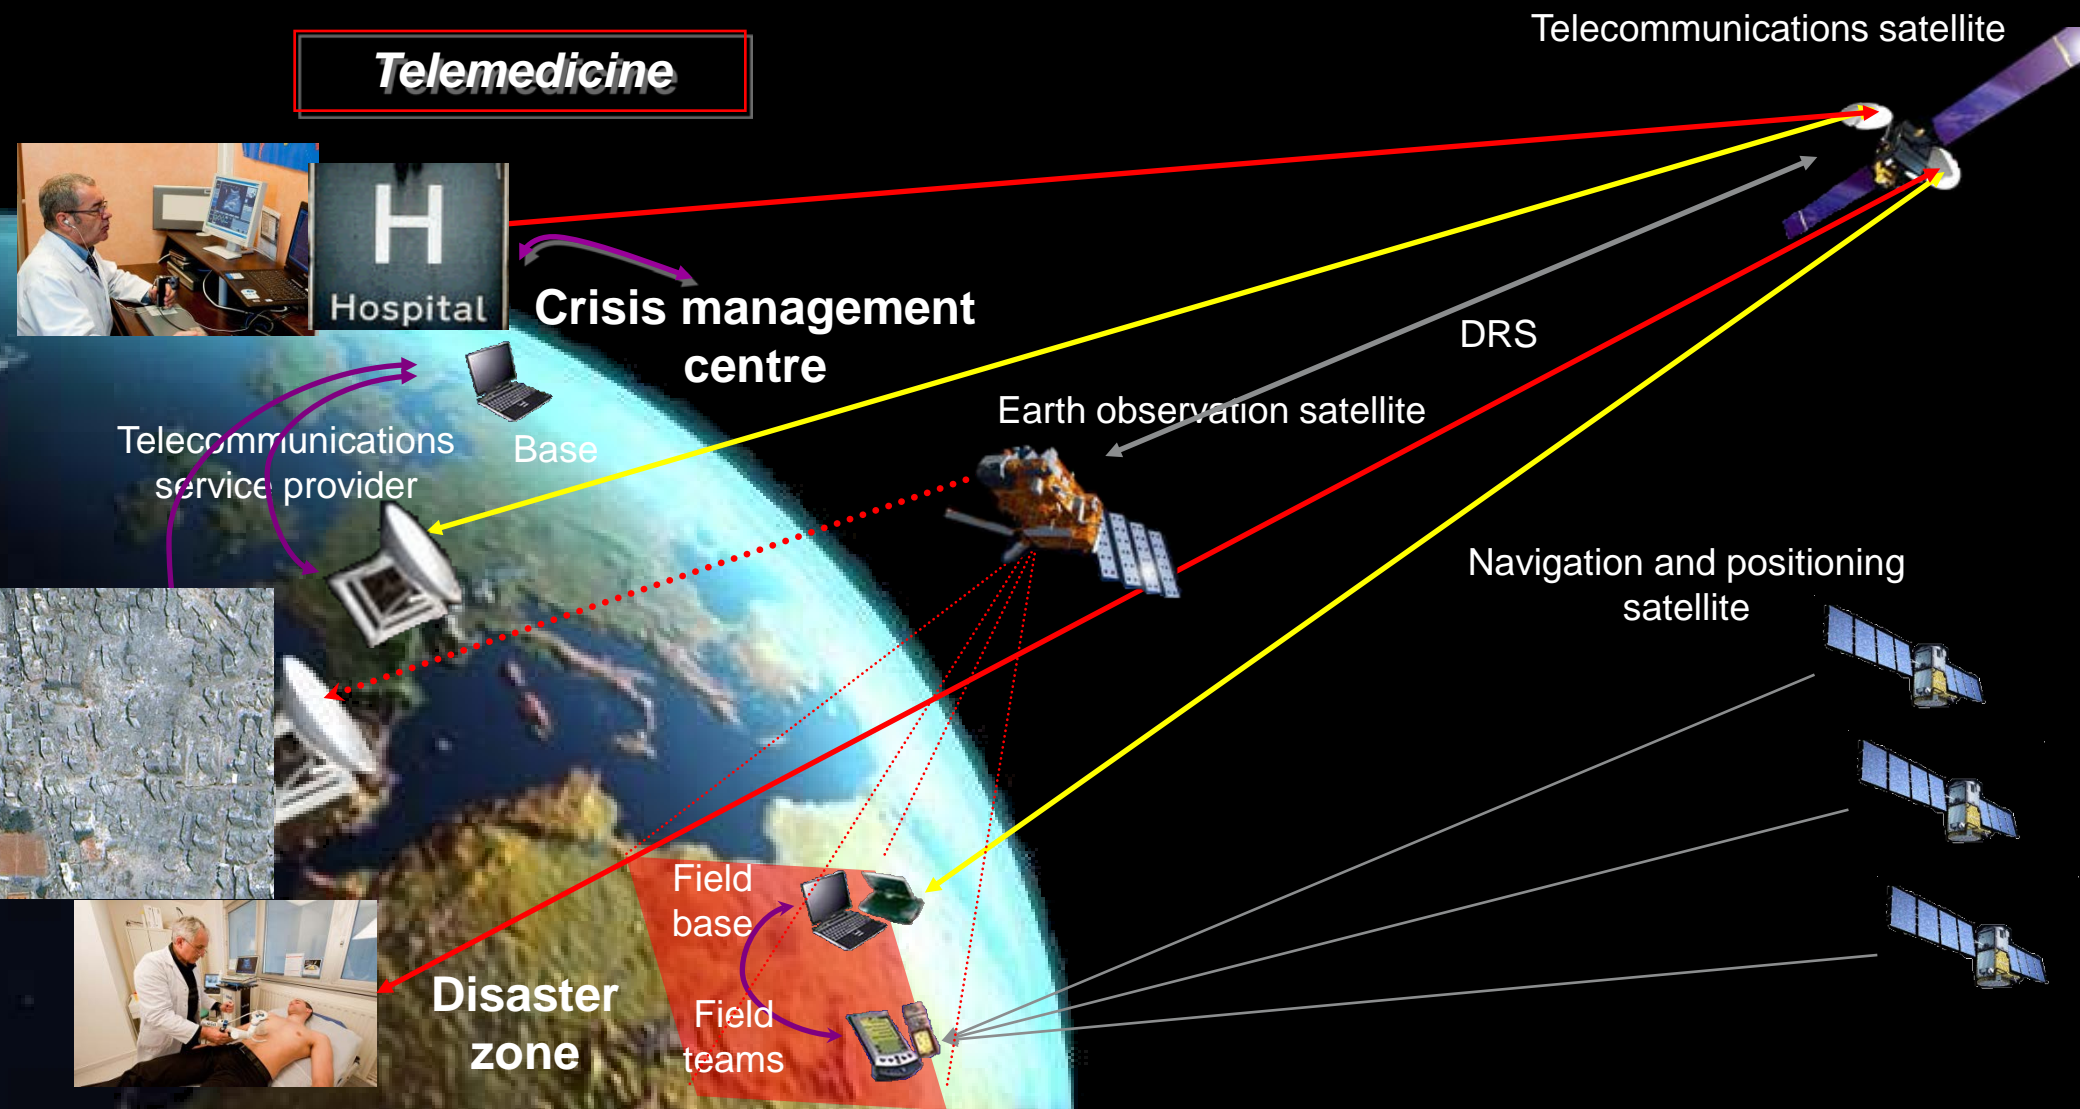 Telecommunications satellite
Telemedicine
H
Hospital
Crisis management
centre
DRS
Earth observation satellite
Telecommunications
service provider
Base
Navigation and positioning
satellite
Field
base
Disaster
zone
Field
teams